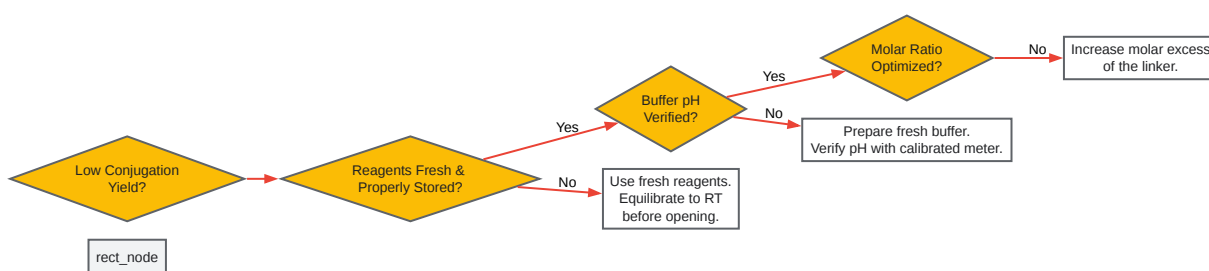 Low Conjugation
Yield?
Reagents Fresh &
Properly Stored?
Yes
No
Use fresh reagents.
Equilibrate to RT
before opening.
Buffer pH
Verified?
Yes
No
Prepare fresh buffer.
Verify pH with calibrated meter.
Molar Ratio
Optimized?
No
Increase molar excess
of the linker.
rect_node